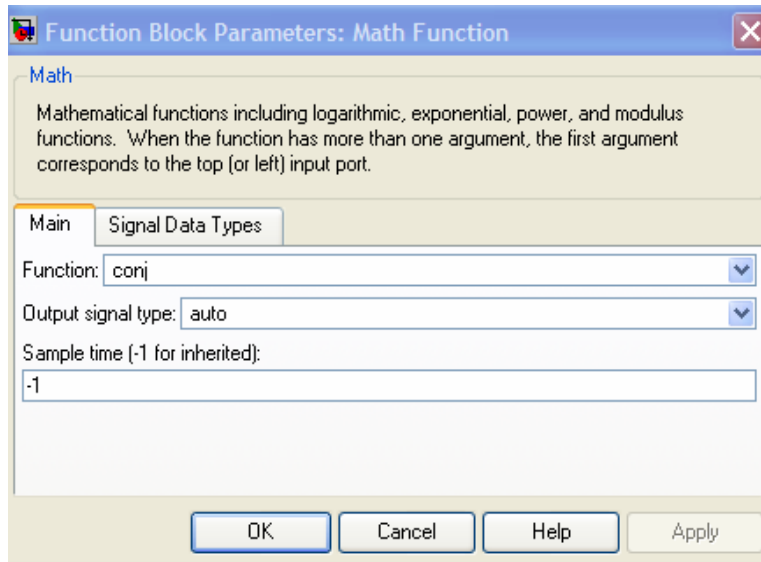 Function Block Parameters: Math Function
Math
Mathematical functions including logarithmic, exponential, power, and modulus
functions. When the function has more than one argument, the first argument
corresponds to the top (or left) input port.
Main Signal Data Types
Function: conj
Output signal type: auto
Sample time (-1 for inherited):
-1
OK Cancel Help Apply